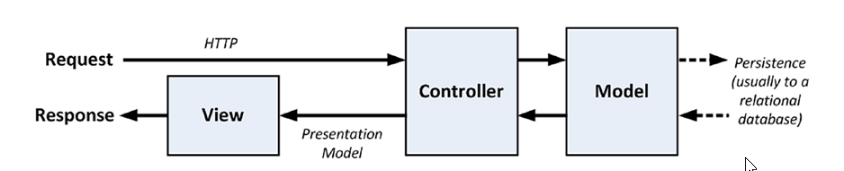 HTTP
Request
Response
View
Presentation
Model
Controller
Model
Persistence
(usually to a
relational
database)